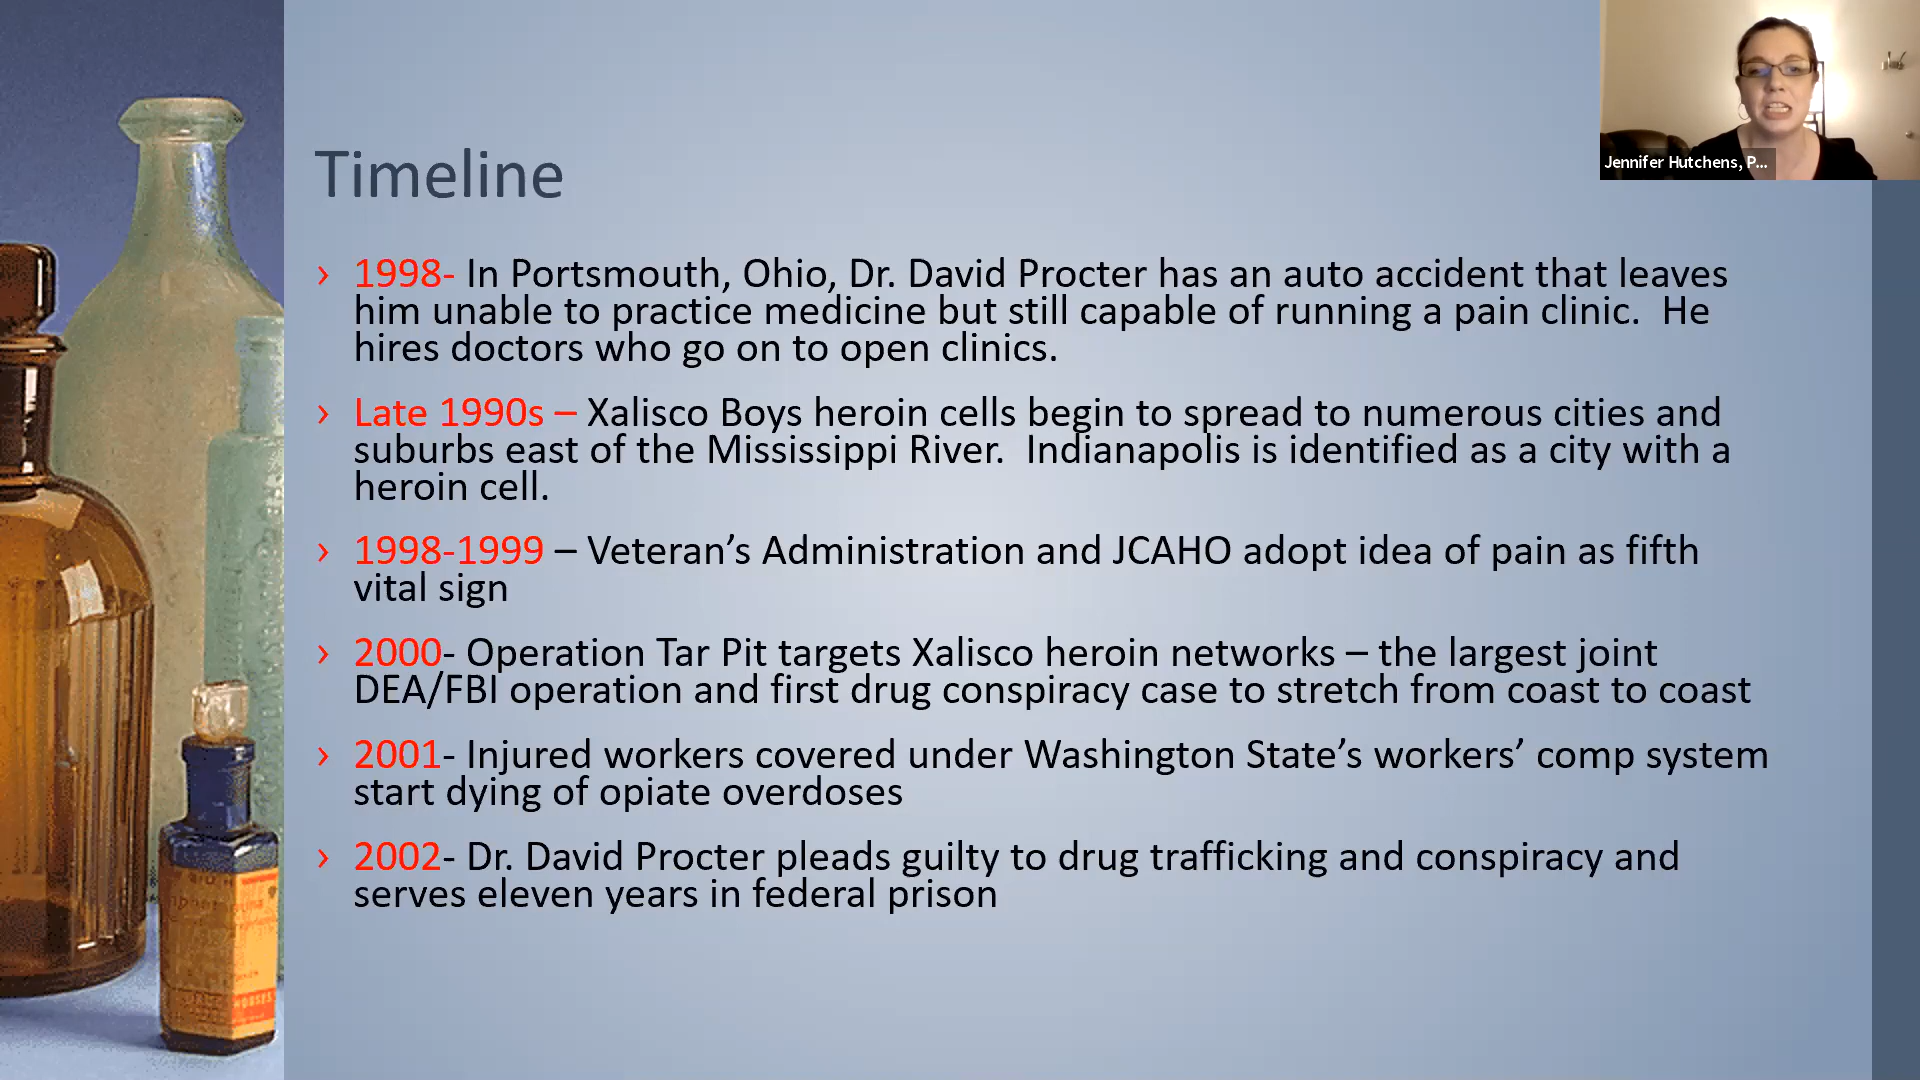 Jennifer Hutchens, P...
Timeline
› 1998- In Portsmouth, Ohio, Dr. David Procter has an auto accident that leaves
him unable to practice medicine but still capable of running a pain clinic.  He
hires doctors who go on to open clinics.
› Late 1990s – Xalisco Boys heroin cells begin to spread to numerous cities and
suburbs east of the Mississippi River.  Indianapolis is identified as a city with a
heroin cell.
› 1998-1999 – Veteran’s Administration and JCAHO adopt idea of pain as fifth
vital sign
› 2000- Operation Tar Pit targets Xalisco heroin networks – the largest joint
DEA/FBI operation and first drug conspiracy case to stretch from coast to coast
› 2001- Injured workers covered under Washington State’s workers’ comp system
start dying of opiate overdoses
› 2002- Dr. David Procter pleads guilty to drug trafficking and conspiracy and
serves eleven years in federal prison